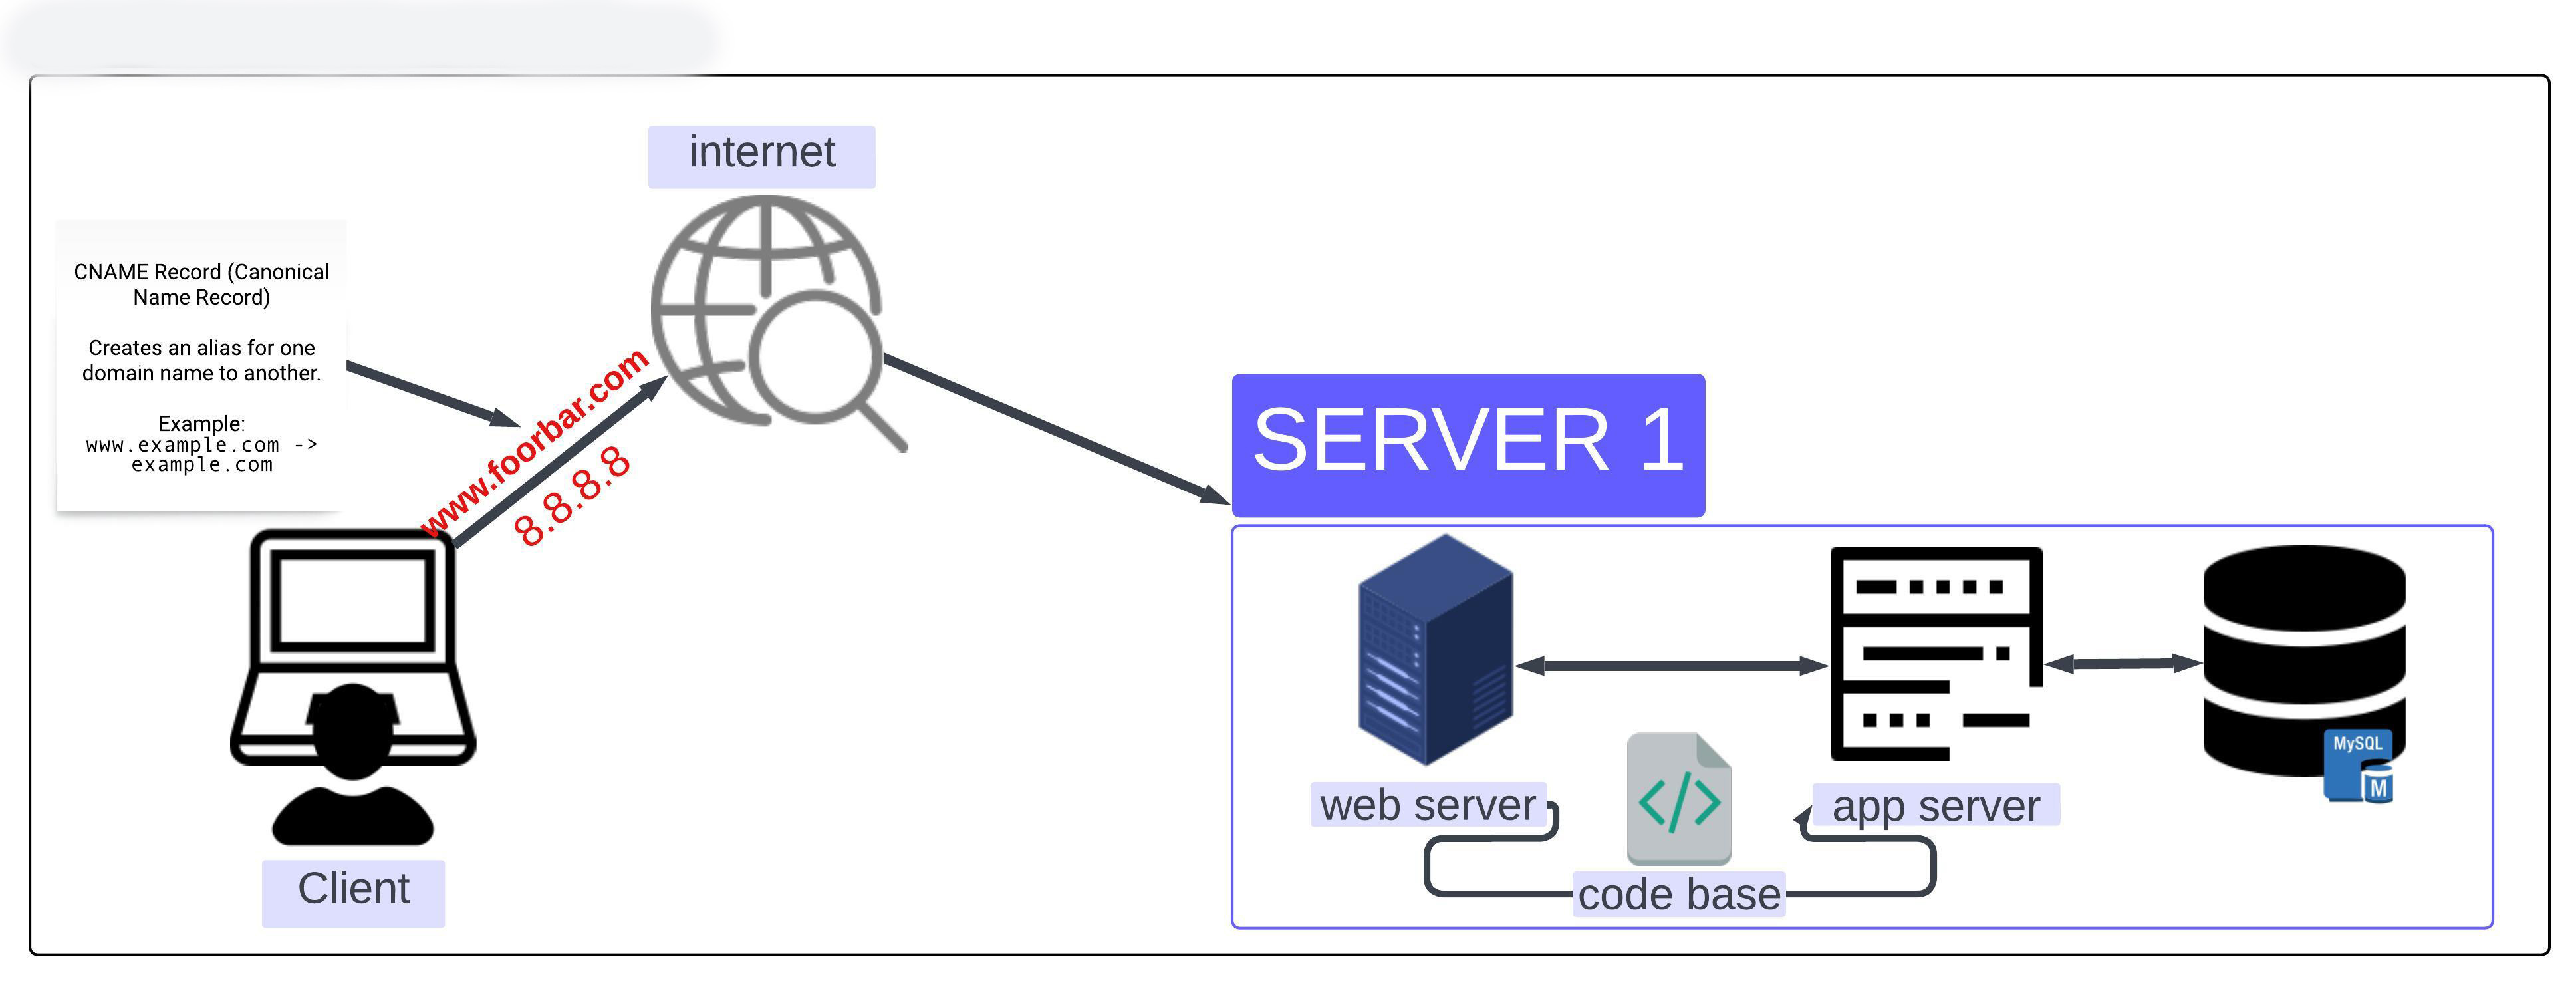 internet
CNAME Record (Canonical
Name Record)
Creates an alias for one
domain name to another.
Example:
www.example.com ->
example.com
www.foorbar.com
8.8.8.8
Client
SERVER 1
MySQL
M
web server
app server
code base